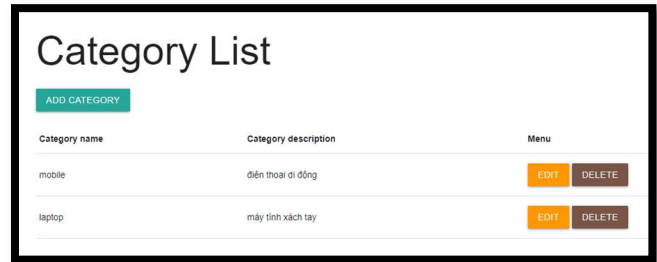 Category List
ADD CATEGORY
Category name Category description Menu
mobile điện thoại di động EDIT DELETE
laptop máy tính xách tay EDIT DELETE